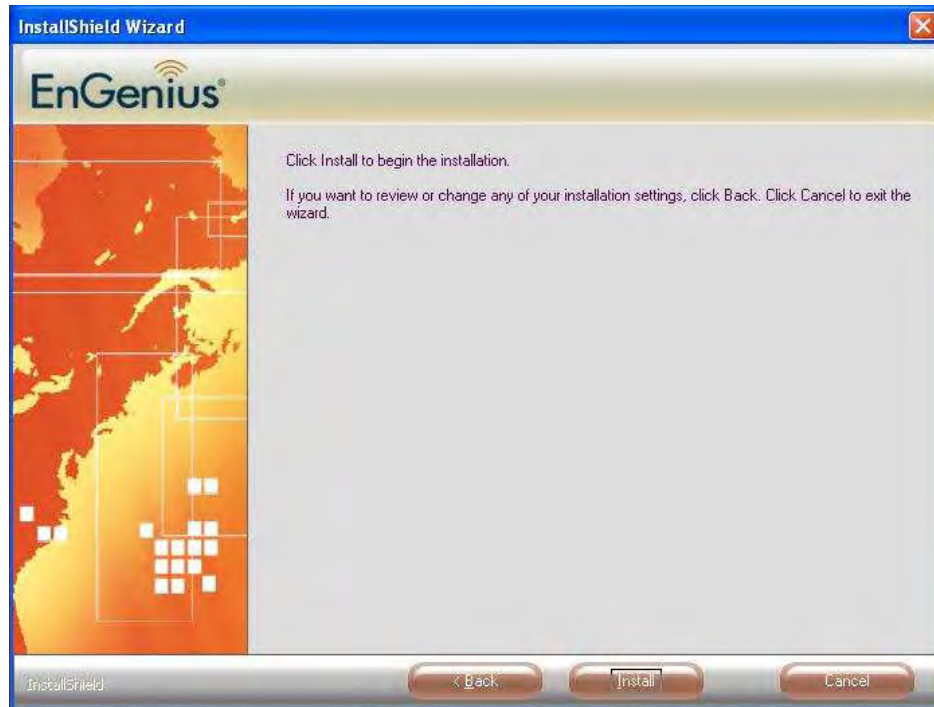 InstallShield Wizard
EnGenius®
Click Install to begin the installation.
If you want to review or change any of your installation settings, click Back. Click Cancel to exit the
wizard.
InstallShield
< Back
Install
Cancel